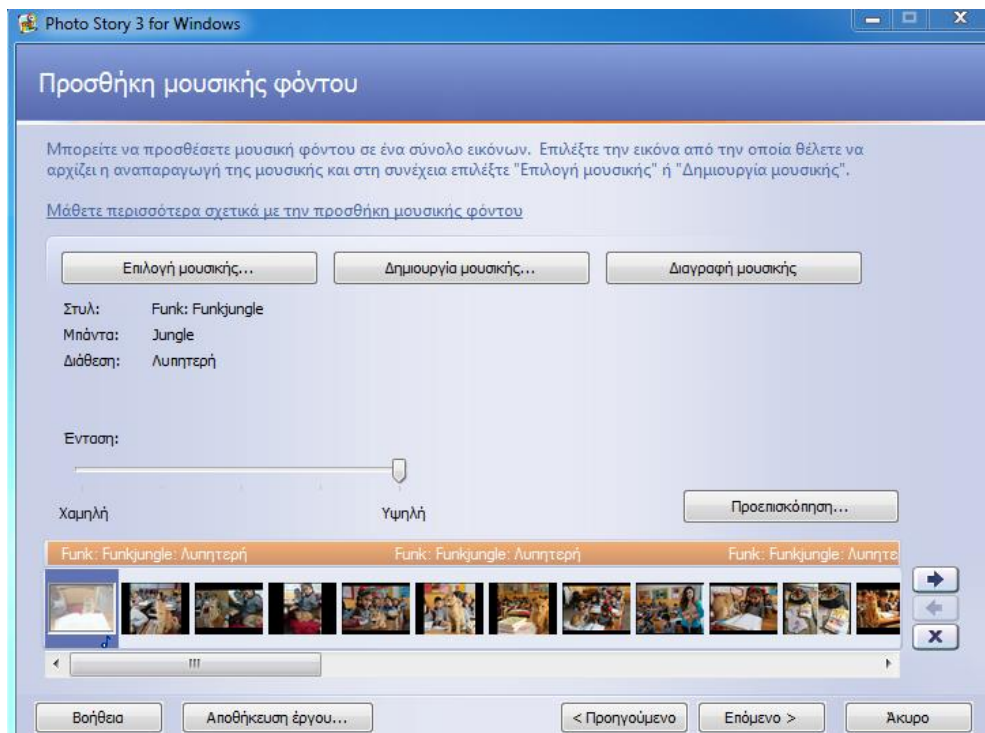 Photo Story 3 for Windows
Προσθήκη μουσικής φόντου
Μπορείτε να προσθέσετε μουσική φόντου σε ένα σύνολο εικόνων. Επιλέξτε την εικόνα από την οποία θέλετε να
αρχίζει η αναπαραγωγή της μουσικής και στη συνέχεια επιλέξτε "Επιλογή μουσικής" ή "Δημιουργία μουσικής".
Μάθετε περισσότερα σχετικά με την προσθήκη μουσικής φόντου
Επιλογή μουσικής... Δημιουργία μουσικής... Διαγραφή μουσικής
Στυλ: Funk: Funkjungle
Μπάντα: Jungle
Διάθεση: Λυπητερή
Ένταση:
Χαμηλή Υψηλή Προεπισκόπηση...
Funk: Funkjungle: Λυπητερή Funk: Funkjungle: Λυπητερή Funk: Funkjungle: Λυπητε
Βοήθεια Αποθήκευση έργου... < Προηγούμενο Επόμενο > Άκυρο